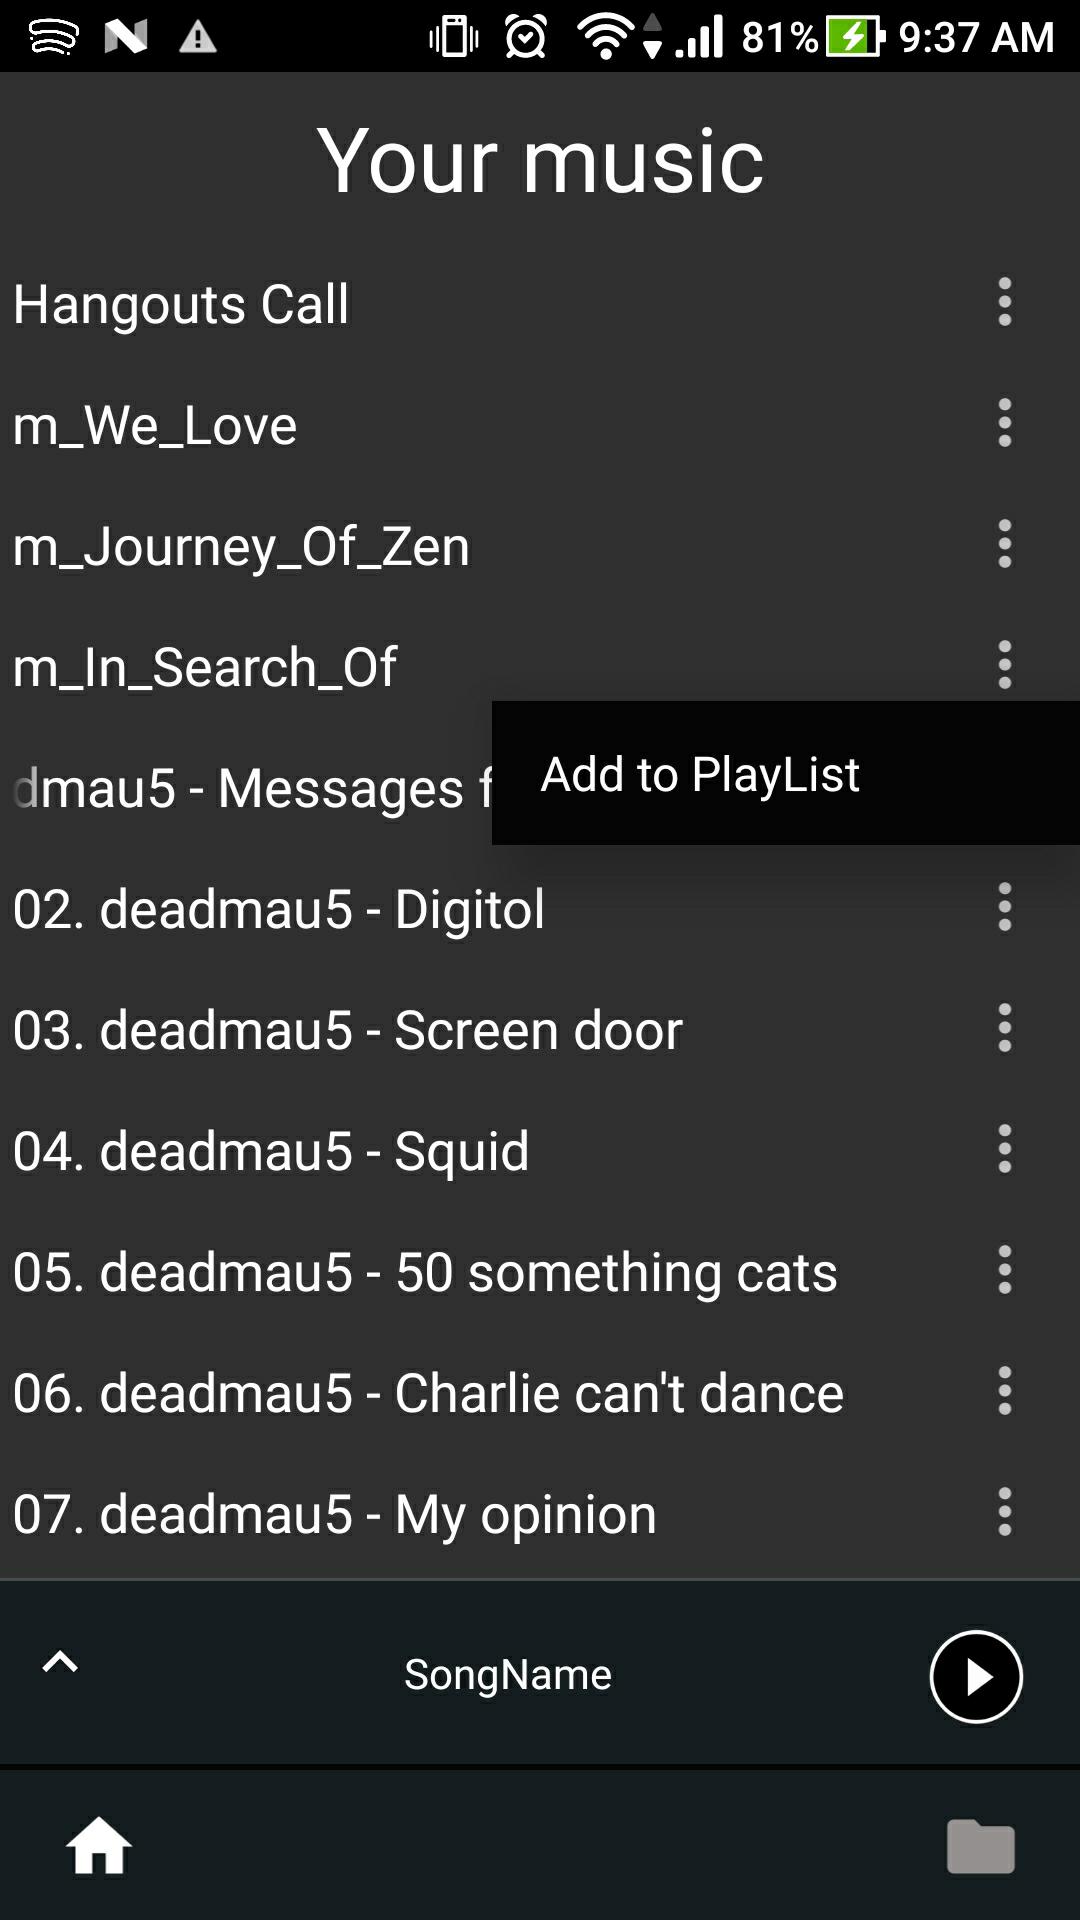 81% 9:37 AM
Your music
Hangouts Call
m_We_Love
m_Journey_Of_Zen
m_In_Search_Of
dmau5 - Messages f
Add to PlayList
02. deadmau5 - Digitol
03. deadmau5 - Screen door
04. deadmau5 - Squid
05. deadmau5 - 50 something cats
06. deadmau5 - Charlie can't dance
07. deadmau5 - My opinion
SongName